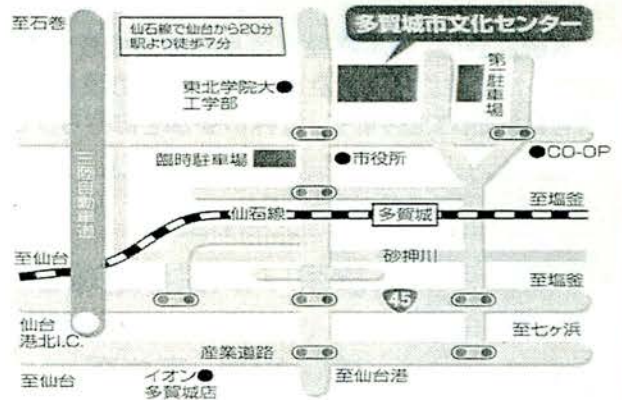 至石巻
仙石線で仙台から20分
駅より徒歩7分
多賀城市文化センター
東北学院大
工学部
第一駐車場
臨時駐車場
市役所
CO-OP
三陸自動車道
至塩釜
仙石線
多賀城
至仙台
砂押川
至塩釜
45
仙台
港北I.C.
至七ヶ浜
産業道路
至仙台
イオン
多賀城店
至仙台港